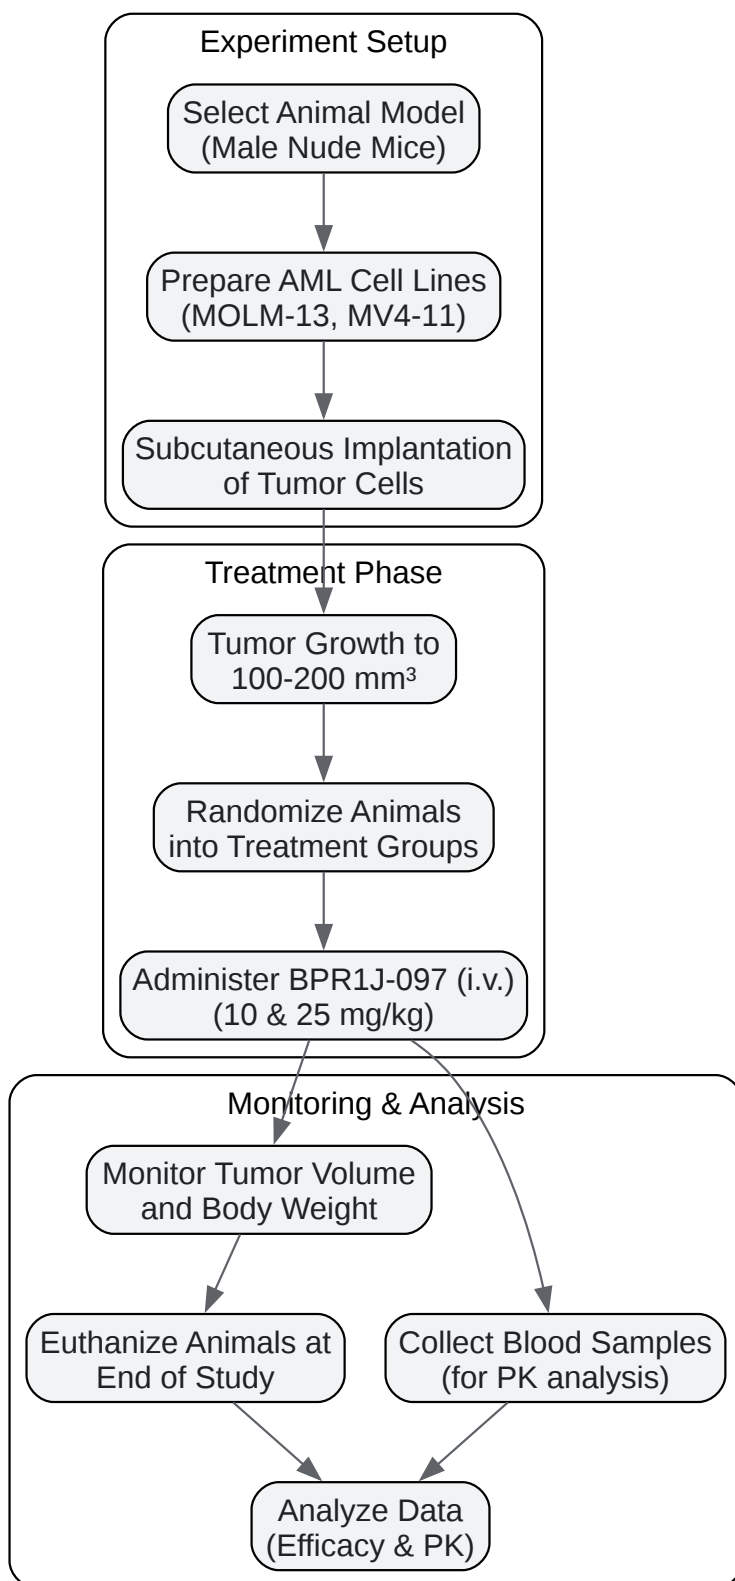 Experiment Setup
Select Animal Model
(Male Nude Mice)
Prepare AML Cell Lines
(MOLM-13, MV4-11)
Subcutaneous Implantation
of Tumor Cells
Treatment Phase
Tumor Growth to
100-200 mm³
Randomize Animals
into Treatment Groups
Administer BPR1J-097 (i.v.)
(10 & 25 mg/kg)
Monitoring & Analysis
Monitor Tumor Volume
and Body Weight
Euthanize Animals at
End of Study
Collect Blood Samples
(for PK analysis)
Analyze Data
(Efficacy & PK)